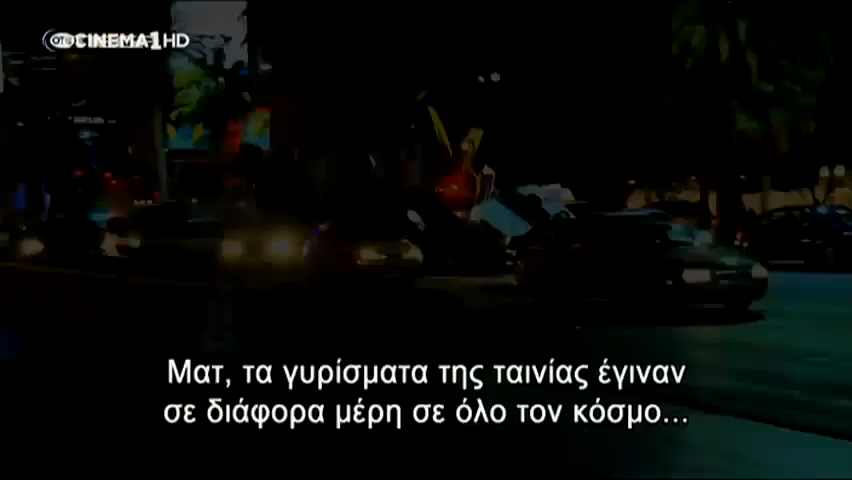 CINEMA1HD
Ματ, τα γυρίσματα της ταινίας έγιναν
σε διάφορα μέρη σε όλο τον κόσμο...